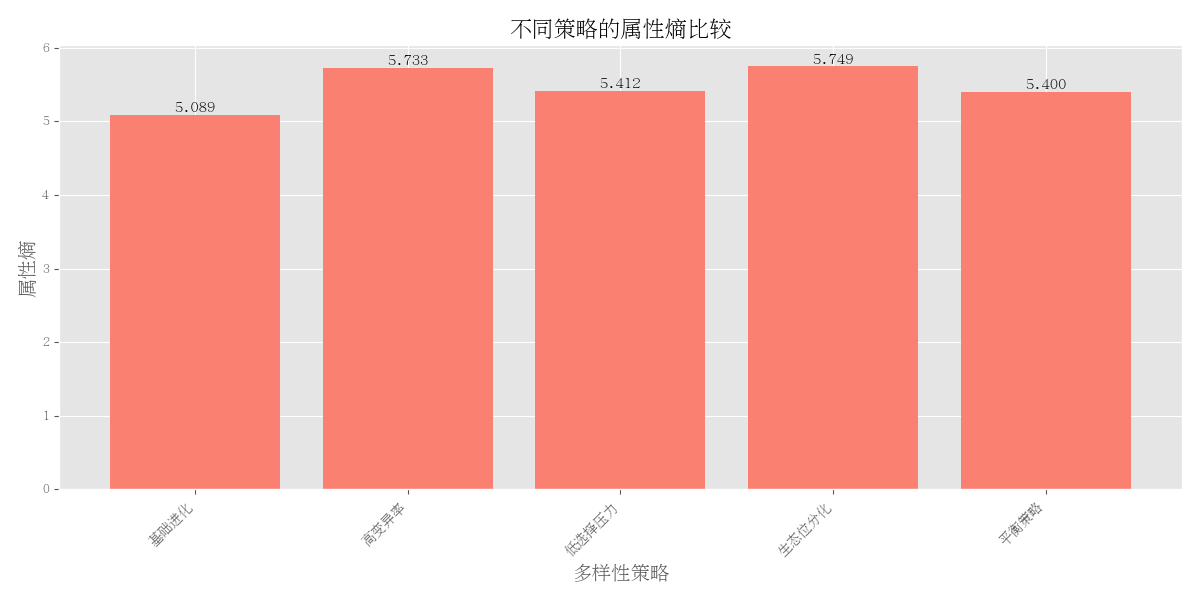 不同策略的属性熵比较
属性熵
6
5
4
3
2
1
0
5.089
5.733
5.412
5.749
5.400
基础进化
高变异率
低选择压力
生态位分化
平衡策略
多样性策略